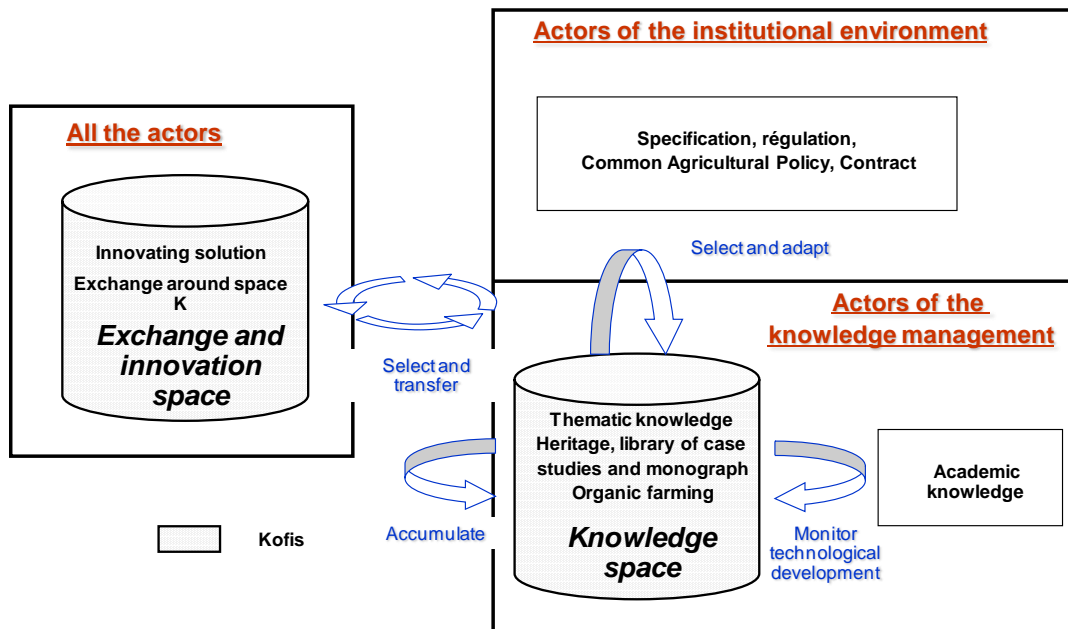 Actors of the institutional environment
Specification, régulation,
Common Agricultural Policy, Contract
Select and adapt
All the actors
Innovating solution
Exchange around space
K
Exchange and
innovation
space
Select and
transfer
Actors of the
knowledge management
Thematic knowledge
Heritage, library of case
studies and monograph
Organic farming
Knowledge
space
Accumulate
Monitor
technological
development
Academic
knowledge
Kofis